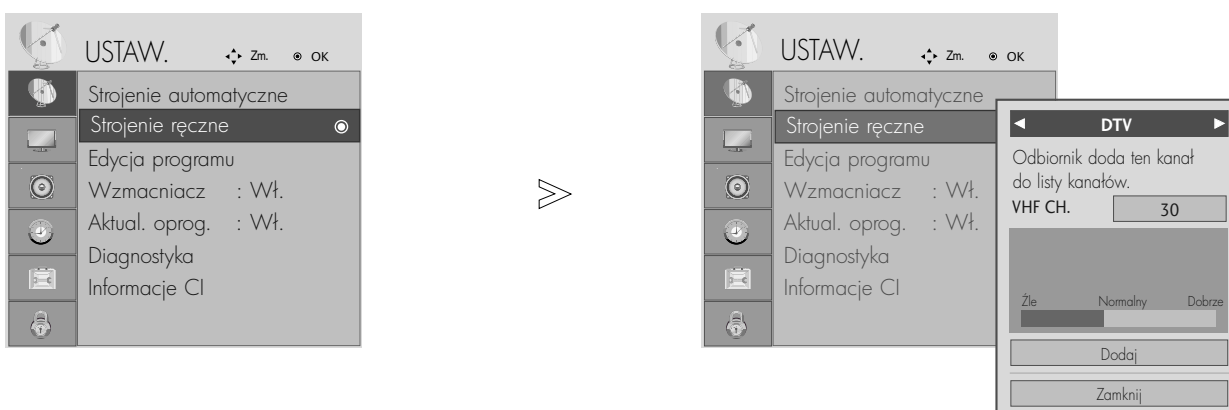 USTAW. Zm. OK
Strojenie automatyczne
Strojenie ręczne
Edycja programu
Wzmacniacz : Wł.
Aktual. oprog. : Wł.
Diagnostyka
Informacje CI
USTAW. Zm. OK
Strojenie automatyczne
Strojenie ręczne
Edycja programu
Wzmacniacz : Wł.
Aktual. oprog. : Wł.
Diagnostyka
Informacje CI
DTV
Odbiornik doda ten kanał
do listy kanałów.
VHF CH. 30
Źle Normalny Dobrze
Dodaj
Zamknij